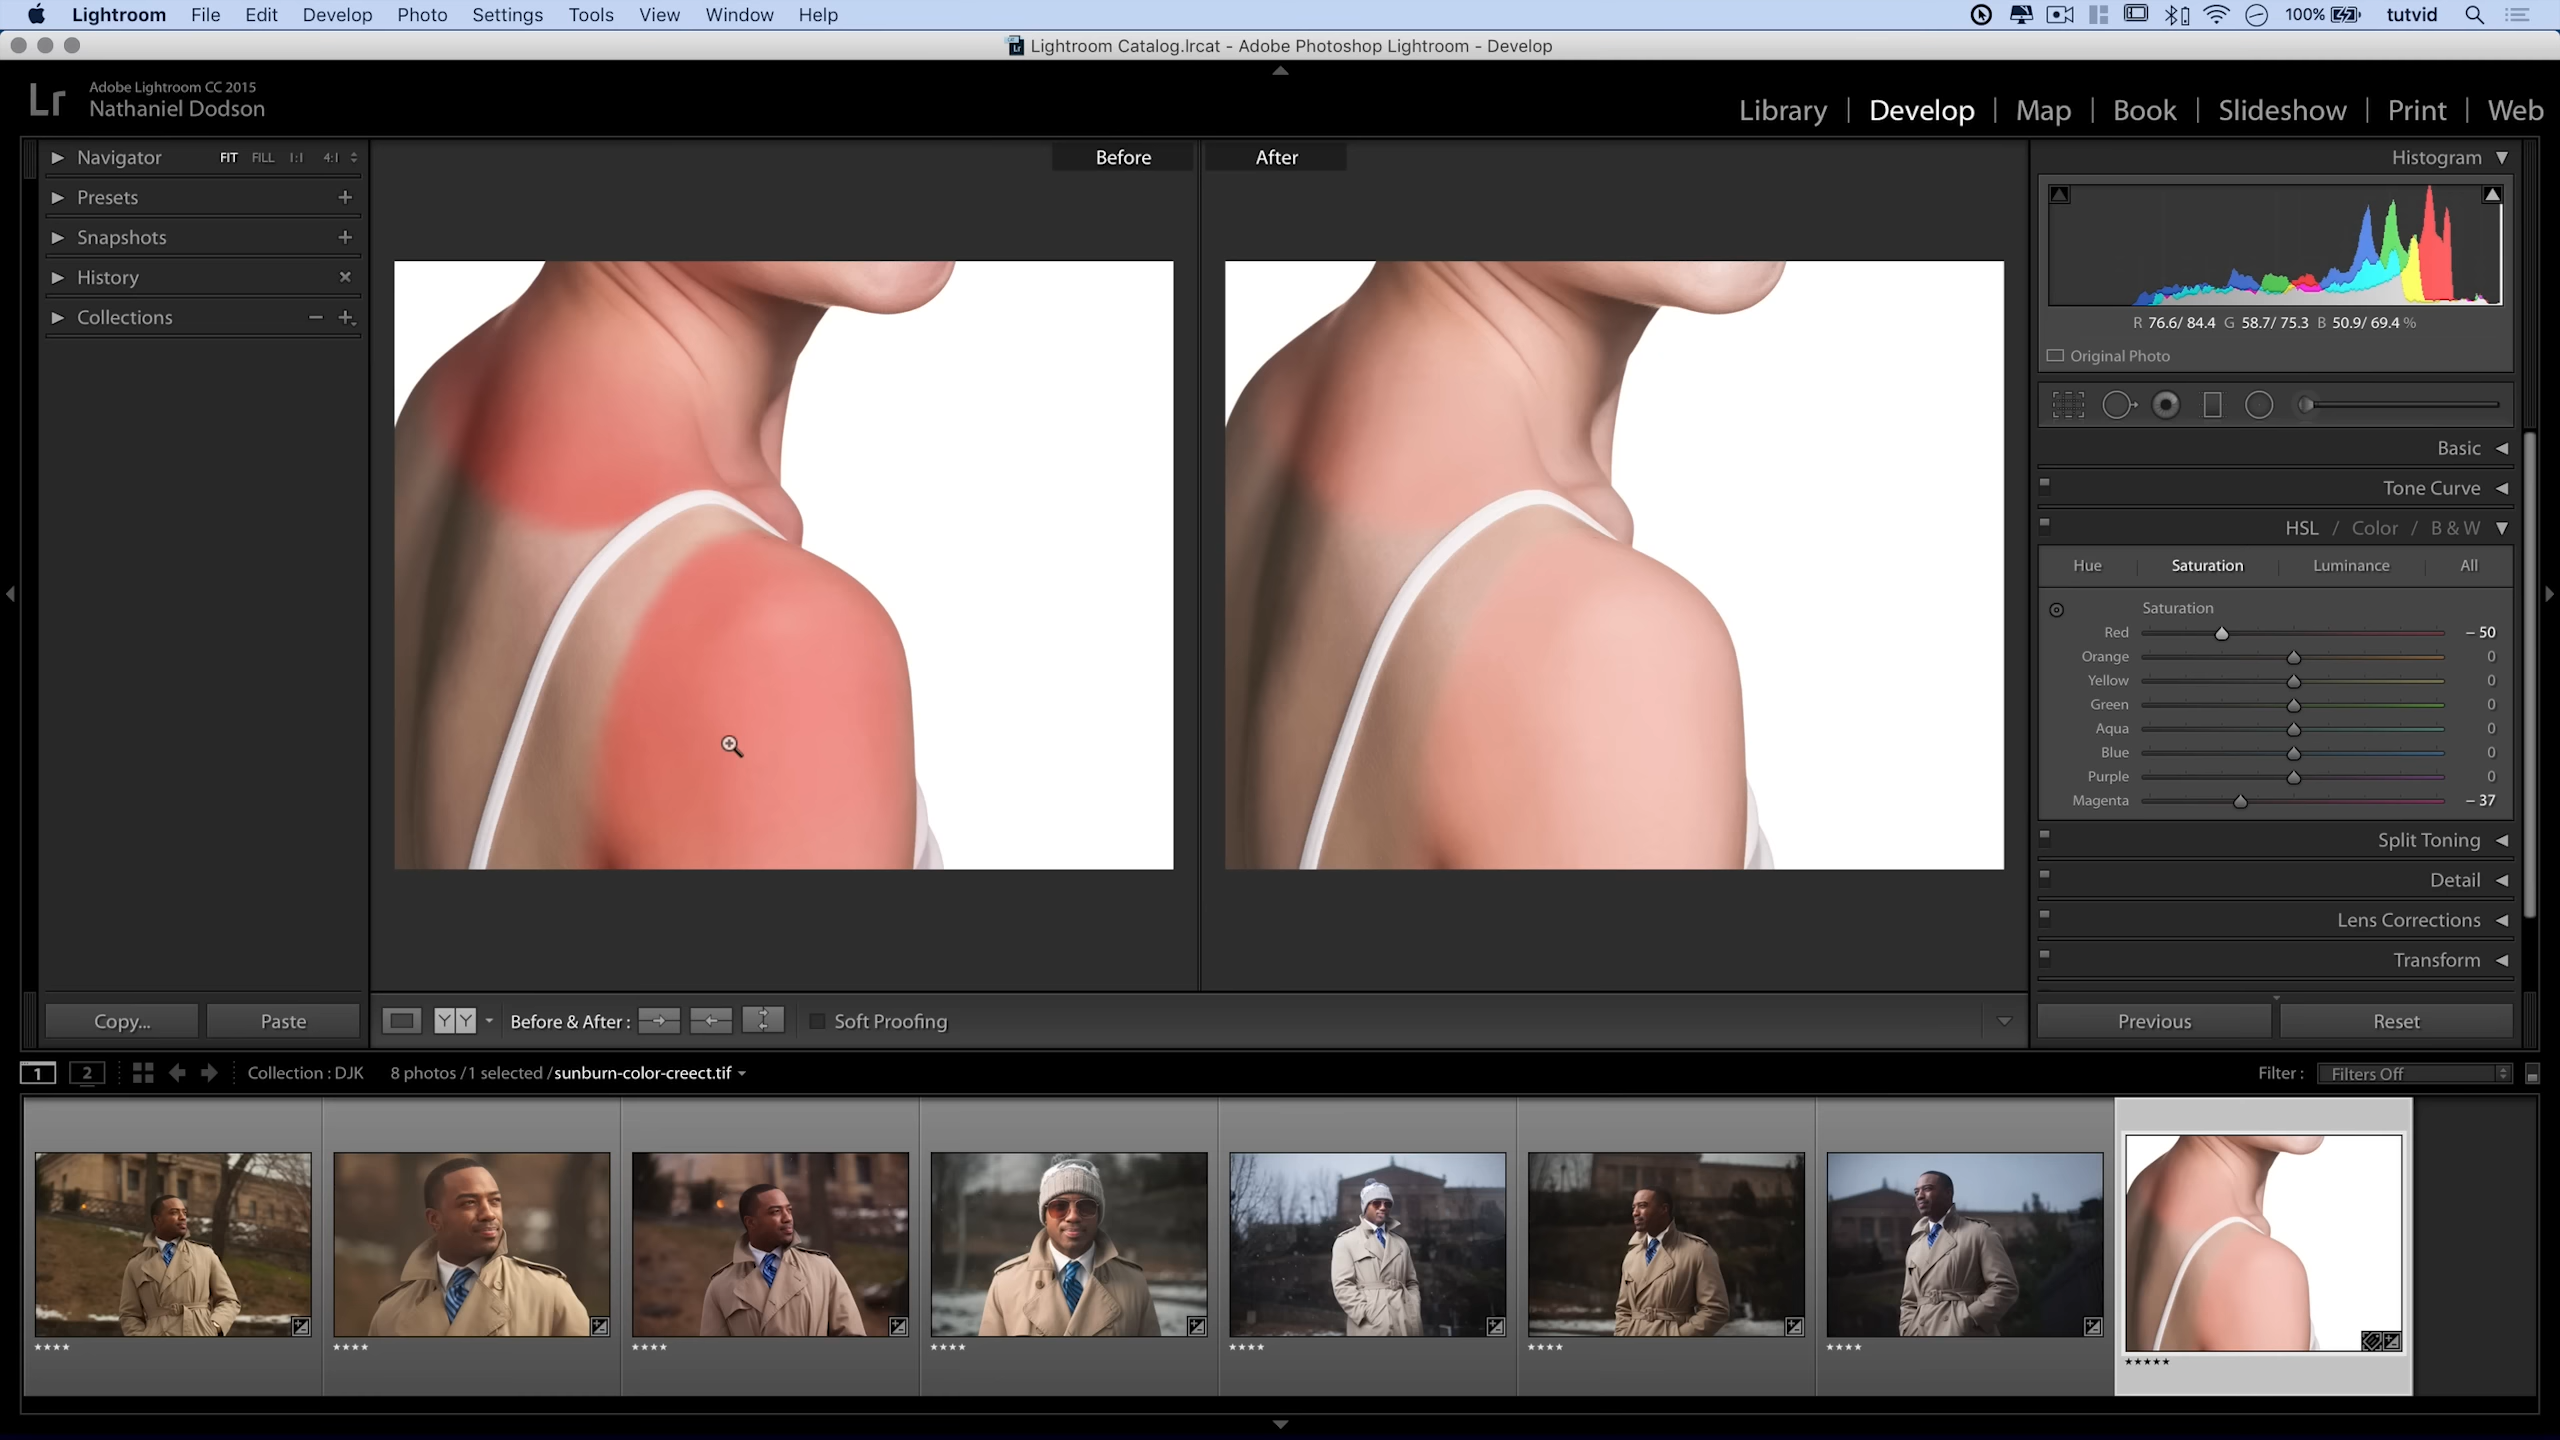 Lightroom File Edit Develop Photo Settings Tools View Window Help 100% tutvid
Lightroom Catalog.lrcat - Adobe Photoshop Lightroom - Develop
Lr Adobe Lightroom CC 2015
Nathaniel Dodson
Library | Develop | Map | Book | Slideshow | Print | Web
Navigator FIT FILL 1:1 4:1
Presets
Snapshots
History
Collections
Before After
Histogram
R 76.6/ 84.4 G 58.7/ 75.3 B 50.9/ 69.4 %
Original Photo
Basic
Tone Curve
HSL / Color / B & W
Hue Saturation Luminance All
Saturation
Red - 50
Orange 0
Yellow 0
Green 0
Aqua 0
Blue 0
Purple 0
Magenta - 37
Split Toning
Detail
Lens Corrections
Transform
Copy... Paste
Y Y Before & After : Soft Proofing
Previous Reset
1 2 Collection : DJK 8 photos / 1 selected / sunburn-color-creect.tif Filter : Filters Off